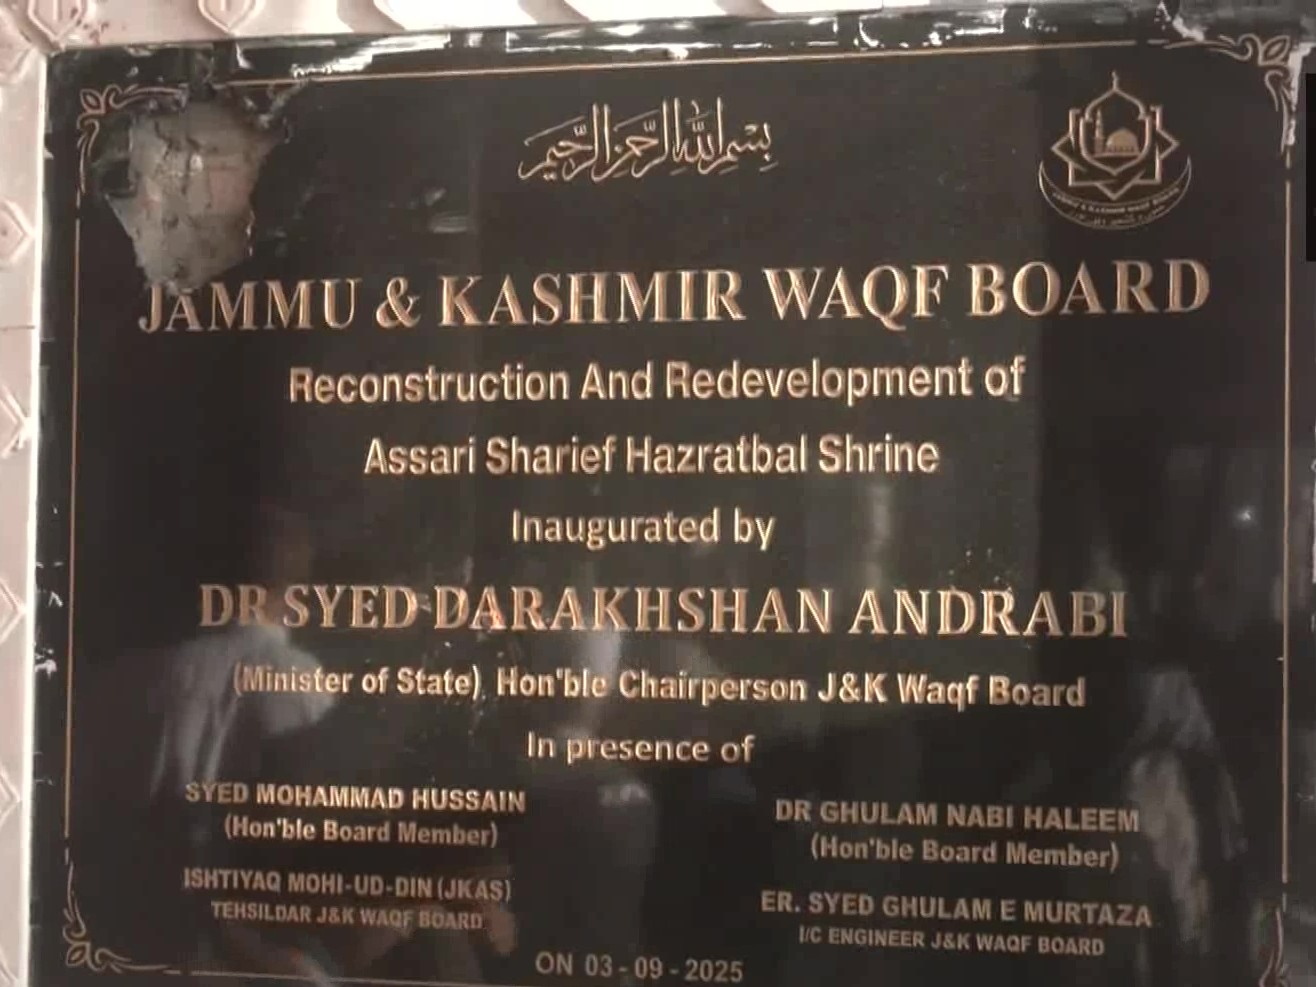 بسم الله الرحمن الرحيم
JAMMU & KASHMIR WAQF BOARD
Reconstruction And Redevelopment of
Assari Sharief Hazratbal Shrine
Inaugurated by
DR SYED DARAKHSHAN ANDRABI
(Minister of State), Hon'ble Chairperson J&K Waqf Board
In presence of
SYED MOHAMMAD HUSSAIN
(Hon'ble Board Member)
ISHTIYAQ MOHI-UD-DIN (JKAS)
TEHSILDAR J&K WAQF BOARD
DR GHULAM NABI HALEEM
(Hon'ble Board Member)
ER. SYED GHULAM E MURTAZA
I/C ENGINEER J&K WAQF BOARD
ON 03-09-2025